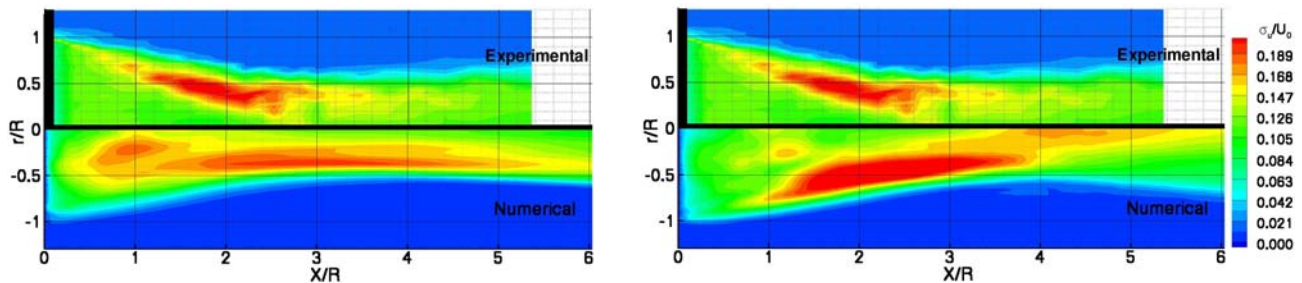 1
0.5
0
-0.5
-1
r/R
Experimental
Numerical
0 1 2 3 4 5 6
X/R
1
0.5
0
-0.5
-1
r/R
Experimental
Numerical
0 1 2 3 4 5 6
X/R
σᵤ/U₀
0.189
0.168
0.147
0.126
0.105
0.084
0.063
0.042
0.021
0.000